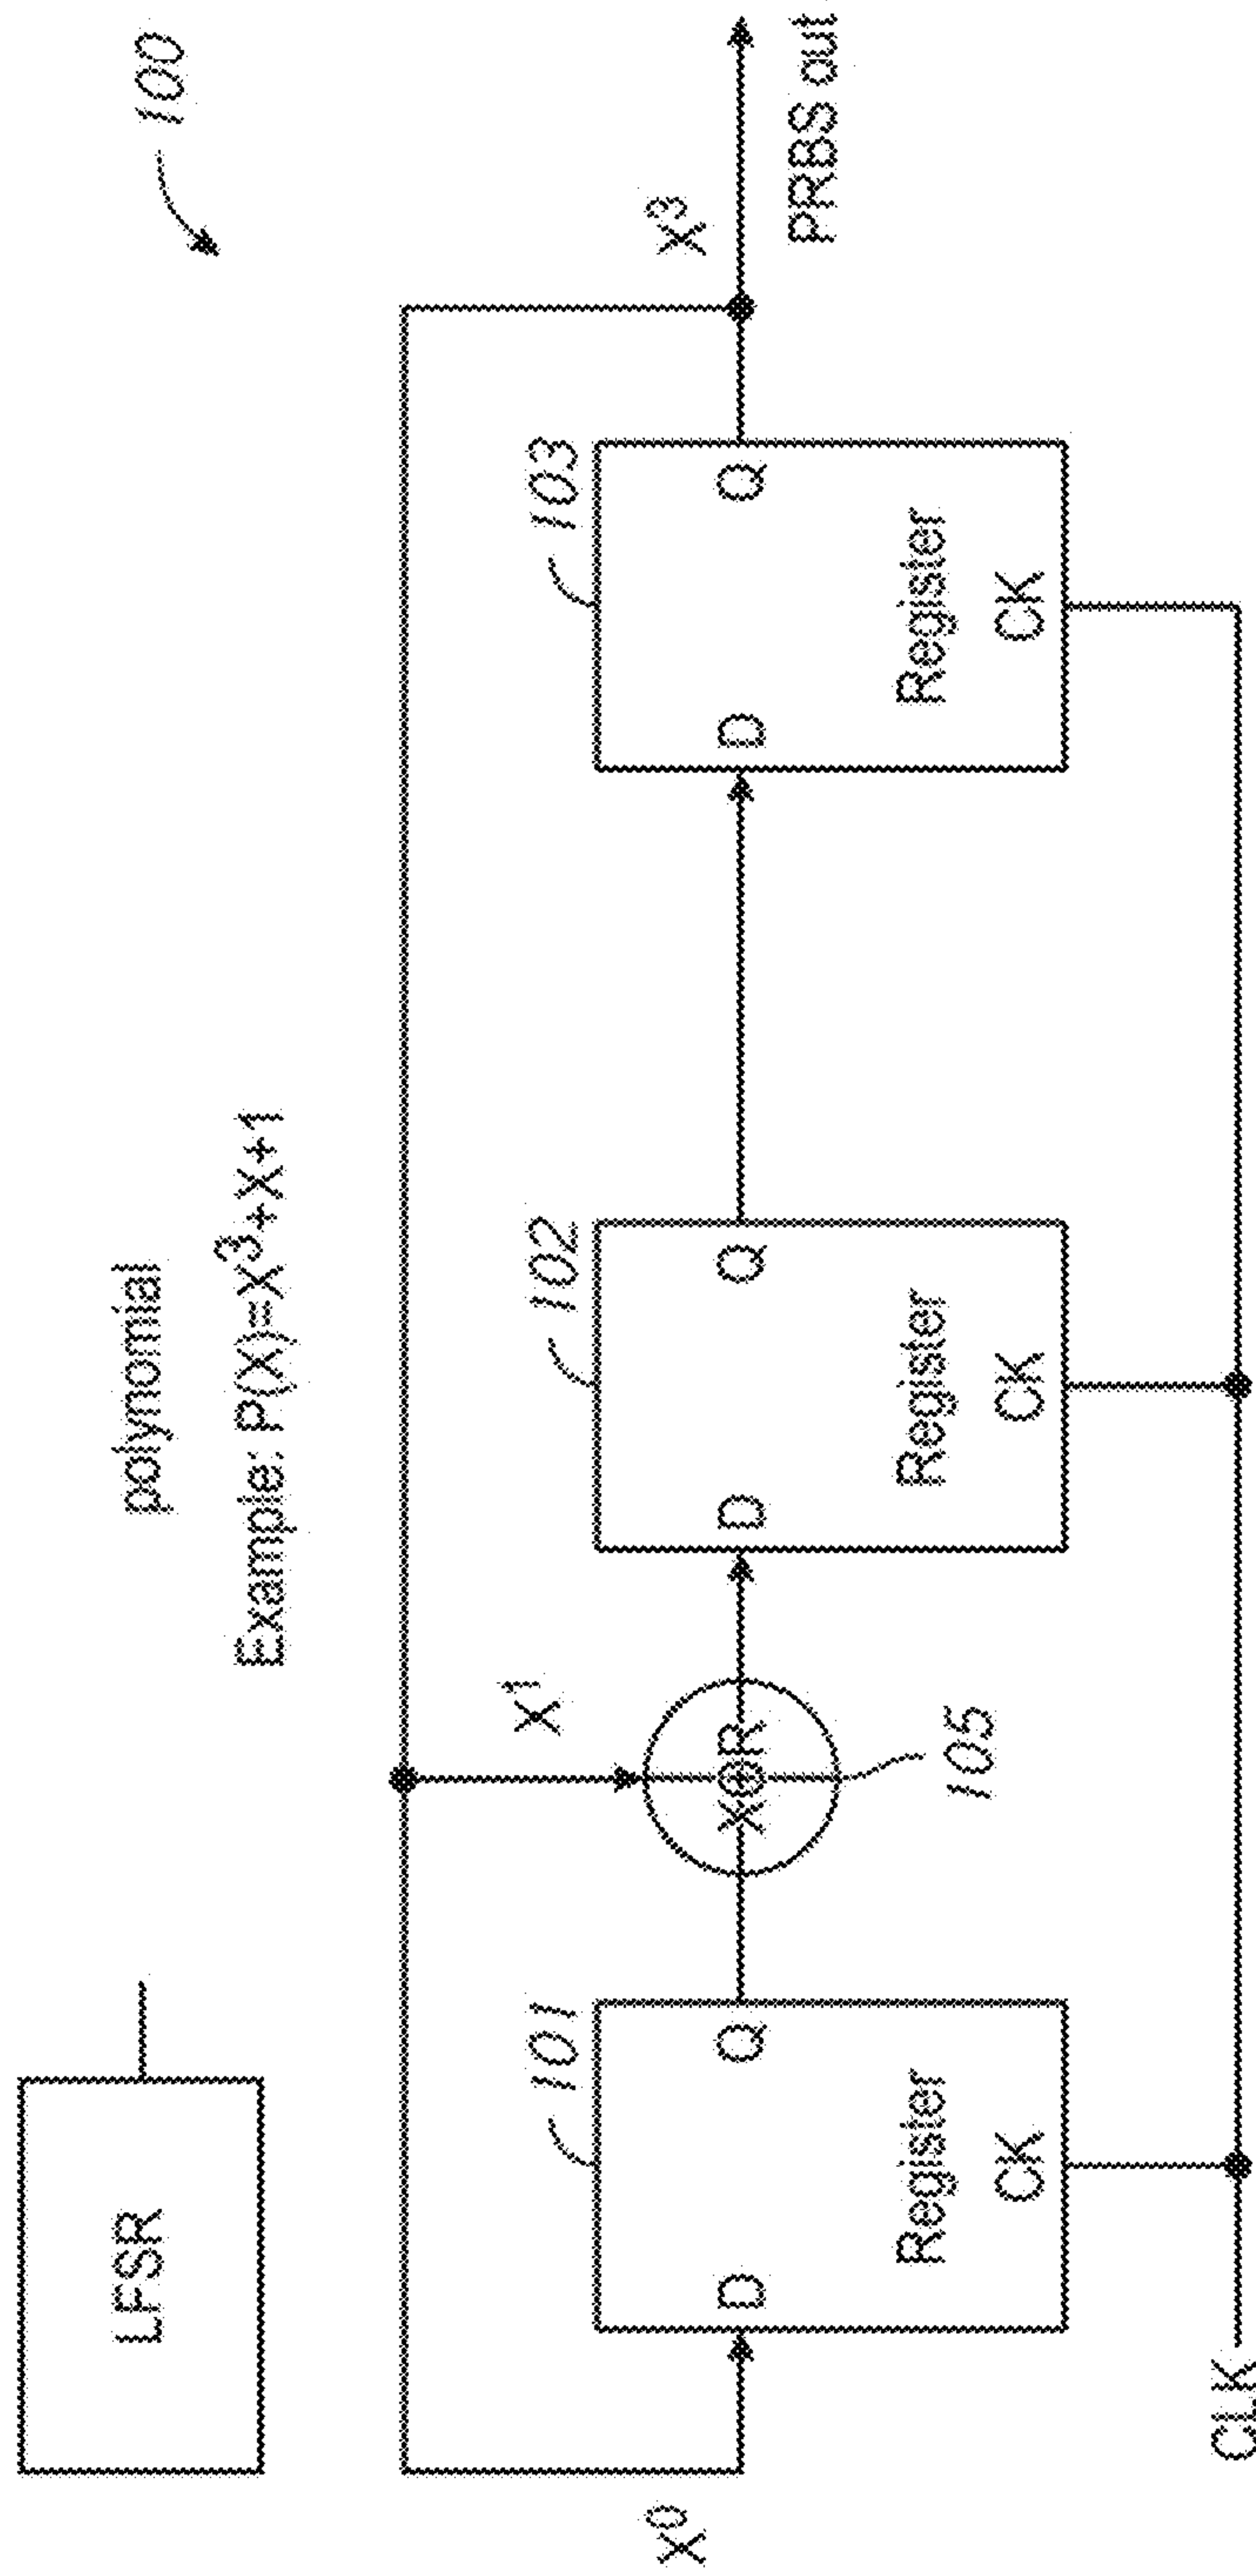 100
LFSR
polynomial
Example: P(X)=X³+X+1
X⁰
X¹
X³
PRBS out
101
102
103
D
Q
Register
CK
XOR
105
D
Q
Register
CK
D
Q
Register
CK
CLK